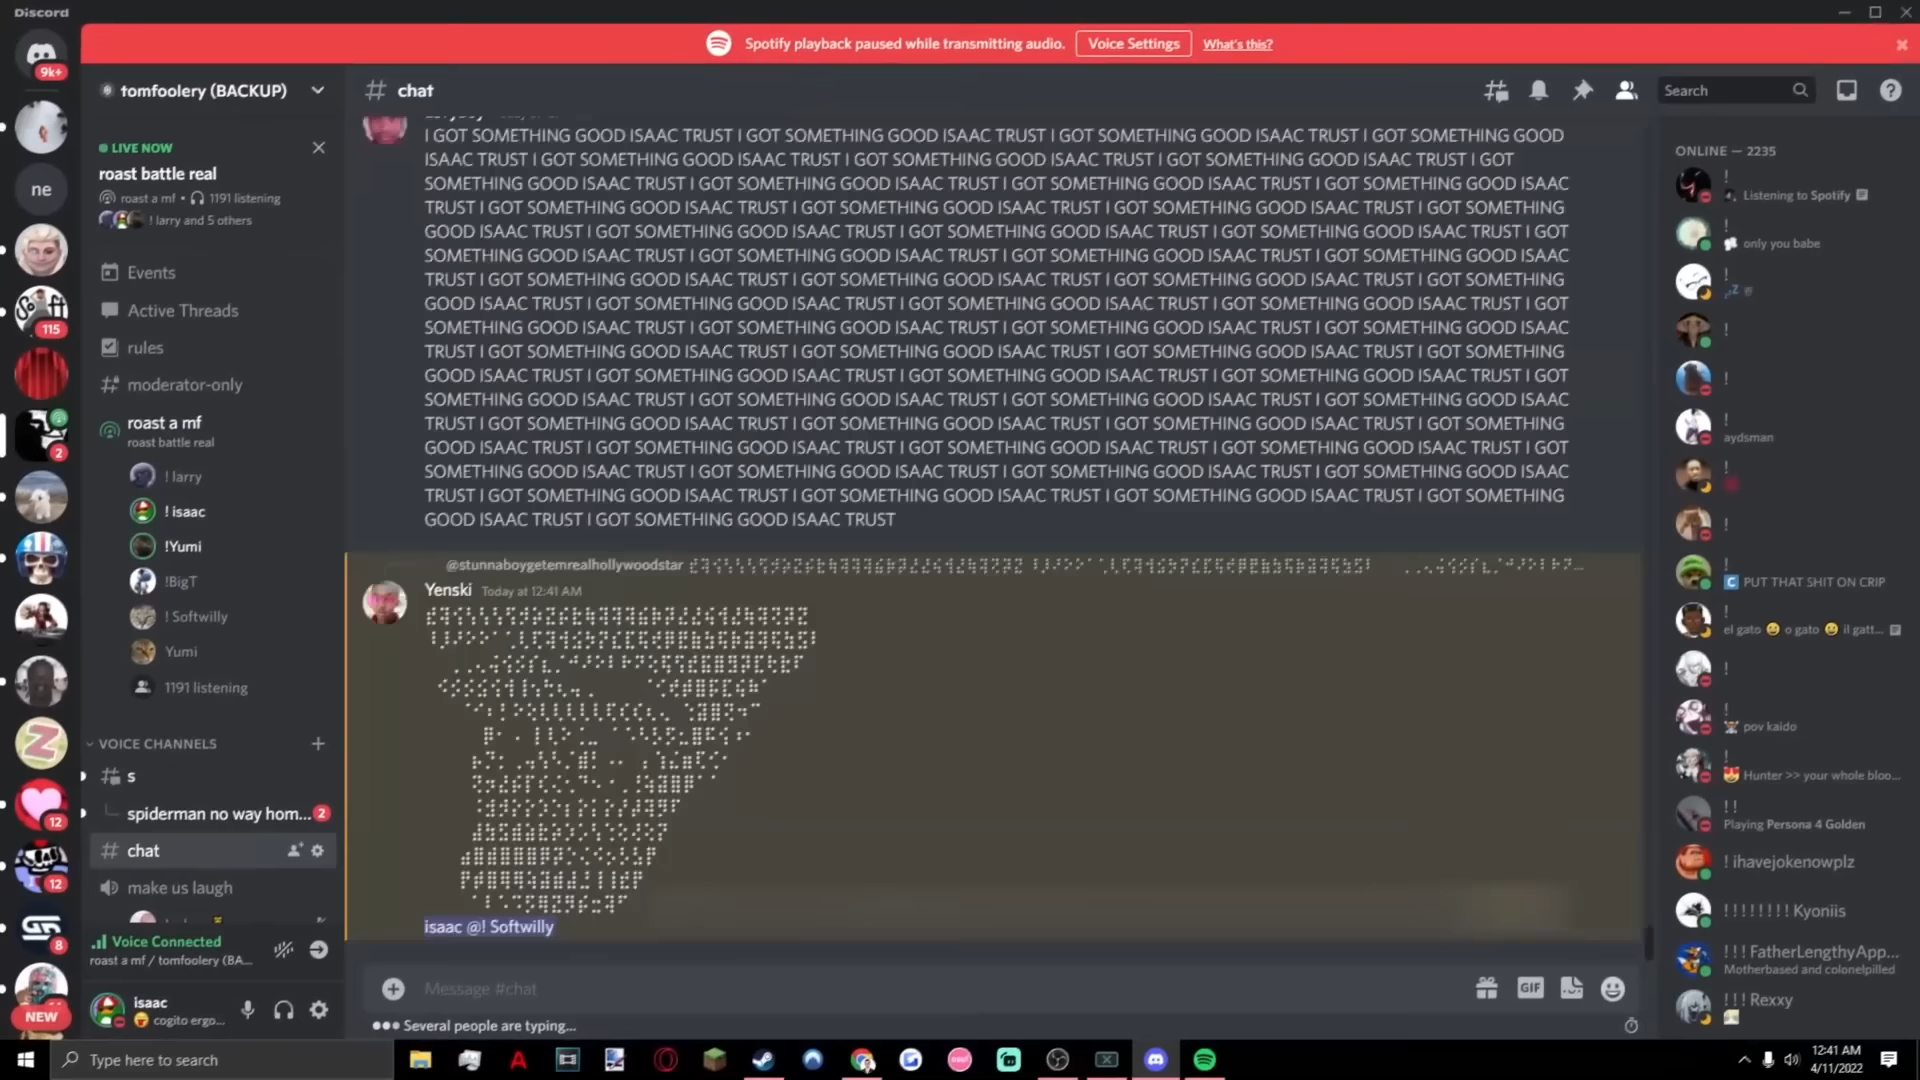 Discord
Spotify playback paused while transmitting audio.
Voice Settings
What's this?
9k+
ne
115
2
12
12
8
NEW
tomfoolery (BACKUP)
LIVE NOW
roast battle real
roast a mf • 1191 listening
! larry and 5 others
Events
Active Threads
rules
moderator-only
roast a mf
roast battle real
! larry
! isaac
!Yumi
!BigT
! Softwilly
Yumi
1191 listening
VOICE CHANNELS
s
spiderman no way hom... 2
chat
make us laugh
Voice Connected
roast a mf / tomfoolery (BA...
isaac
cogito ergo...
# chat
Search
I GOT SOMETHING GOOD ISAAC TRUST I GOT SOMETHING GOOD ISAAC TRUST I GOT SOMETHING GOOD ISAAC TRUST I GOT SOMETHING GOOD
ISAAC TRUST I GOT SOMETHING GOOD ISAAC TRUST I GOT SOMETHING GOOD ISAAC TRUST I GOT SOMETHING GOOD ISAAC TRUST I GOT
SOMETHING GOOD ISAAC TRUST I GOT SOMETHING GOOD ISAAC TRUST I GOT SOMETHING GOOD ISAAC TRUST I GOT SOMETHING GOOD ISAAC
TRUST I GOT SOMETHING GOOD ISAAC TRUST I GOT SOMETHING GOOD ISAAC TRUST I GOT SOMETHING GOOD ISAAC TRUST I GOT SOMETHING
GOOD ISAAC TRUST I GOT SOMETHING GOOD ISAAC TRUST I GOT SOMETHING GOOD ISAAC TRUST I GOT SOMETHING GOOD ISAAC TRUST I GOT
SOMETHING GOOD ISAAC TRUST I GOT SOMETHING GOOD ISAAC TRUST I GOT SOMETHING GOOD ISAAC TRUST I GOT SOMETHING GOOD ISAAC
TRUST I GOT SOMETHING GOOD ISAAC TRUST I GOT SOMETHING GOOD ISAAC TRUST I GOT SOMETHING GOOD ISAAC TRUST I GOT SOMETHING
GOOD ISAAC TRUST I GOT SOMETHING GOOD ISAAC TRUST I GOT SOMETHING GOOD ISAAC TRUST I GOT SOMETHING GOOD ISAAC TRUST I GOT
SOMETHING GOOD ISAAC TRUST I GOT SOMETHING GOOD ISAAC TRUST I GOT SOMETHING GOOD ISAAC TRUST I GOT SOMETHING GOOD ISAAC
TRUST I GOT SOMETHING GOOD ISAAC TRUST I GOT SOMETHING GOOD ISAAC TRUST I GOT SOMETHING GOOD ISAAC TRUST I GOT SOMETHING
GOOD ISAAC TRUST I GOT SOMETHING GOOD ISAAC TRUST I GOT SOMETHING GOOD ISAAC TRUST I GOT SOMETHING GOOD ISAAC TRUST I GOT
SOMETHING GOOD ISAAC TRUST I GOT SOMETHING GOOD ISAAC TRUST I GOT SOMETHING GOOD ISAAC TRUST I GOT SOMETHING GOOD ISAAC
TRUST I GOT SOMETHING GOOD ISAAC TRUST I GOT SOMETHING GOOD ISAAC TRUST I GOT SOMETHING GOOD ISAAC TRUST I GOT SOMETHING
GOOD ISAAC TRUST I GOT SOMETHING GOOD ISAAC TRUST I GOT SOMETHING GOOD ISAAC TRUST I GOT SOMETHING GOOD ISAAC TRUST I GOT
SOMETHING GOOD ISAAC TRUST I GOT SOMETHING GOOD ISAAC TRUST I GOT SOMETHING GOOD ISAAC TRUST I GOT SOMETHING GOOD ISAAC
TRUST I GOT SOMETHING GOOD ISAAC TRUST I GOT SOMETHING GOOD ISAAC TRUST I GOT SOMETHING GOOD ISAAC TRUST I GOT SOMETHING
GOOD ISAAC TRUST I GOT SOMETHING GOOD ISAAC TRUST
@stunnaboygetemrealhollywoodstar
Yenski Today at 12:41 AM
isaac @! Softwilly
Message #chat
GIF
Several people are typing...
ONLINE — 2235
!
Listening to Spotify
!
only you babe
!
!
!
!
aydsman
!
!
!
PUT THAT SHIT ON CRIP
!
el gato 😀 o gato 😀 il gatt...
!
!
pov kaido
!
Hunter >> your whole bloo...
! !
Playing Persona 4 Golden
! ihavejokenowplz
! ! ! ! ! ! ! ! Kyoniis
! ! ! FatherLengthyApp...
Motherbased and colonelpilled
! ! ! Rexxy
Type here to search
12:41 AM
4/11/2022